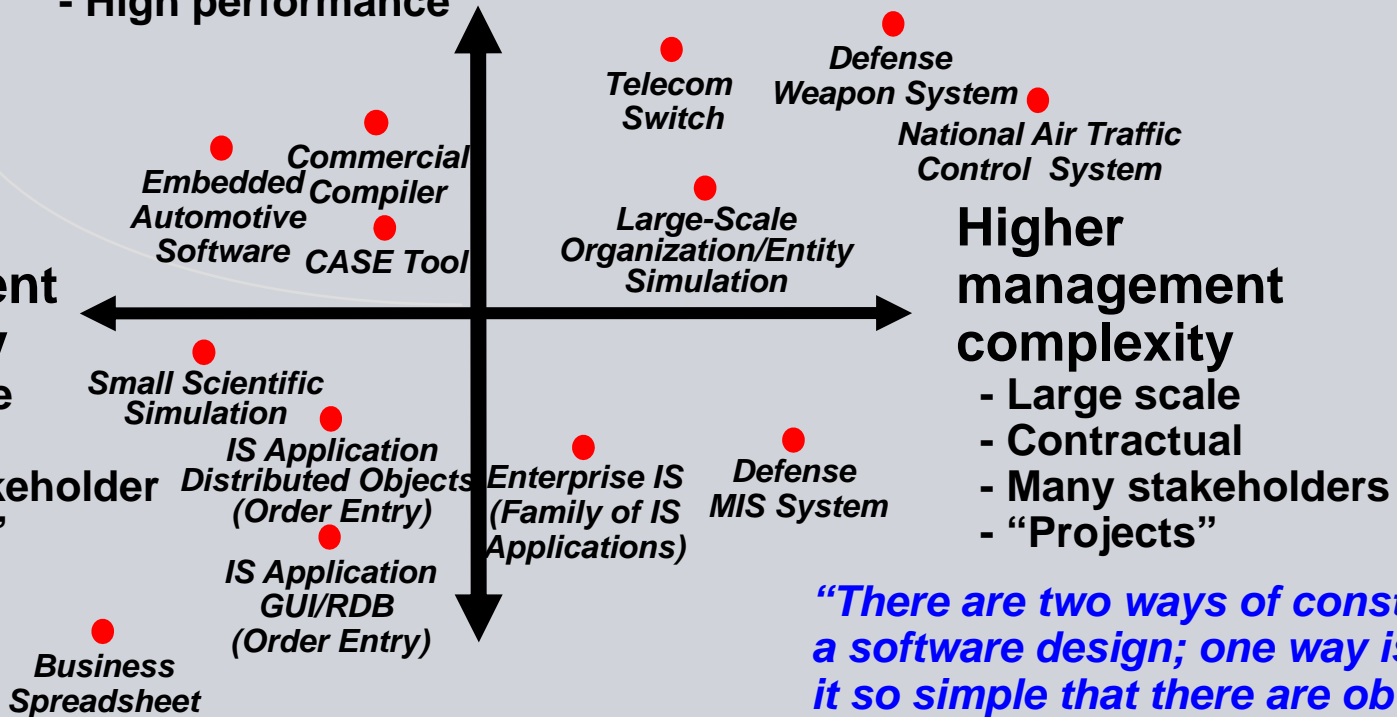 - High performance
Telecom
Switch
Defense
Weapon System
National Air Traffic
Control System
Commercial
Compiler
Embedded
Automotive
Software
CASE Tool
Large-Scale
Organization/Entity
Simulation
Higher
management
complexity
- Large scale
- Contractual
- Many stakeholders
- “Projects”
Small Scientific
Simulation
IS Application
Distributed Objects
(Order Entry)
Enterprise IS
(Family of IS
Applications)
Defense
MIS System
IS Application
GUI/RDB
(Order Entry)
Business
Spreadsheet
“There are two ways of
a software design; one way
it so simple that there are